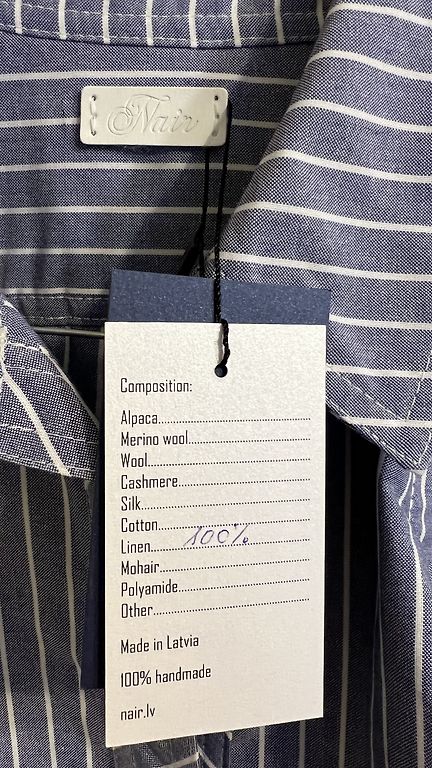 Nair
Composition:
Alpaca..........................................................
Merino wool..............................................
Wool..............................................................
Cashmere..................................................
Silk................................................................
Cotton..........................................................
Linen..........100%..........................................
Mohair.........................................................
Polyamide..................................................
Other............................................................
Made in Latvia
100% handmade
nair.lv